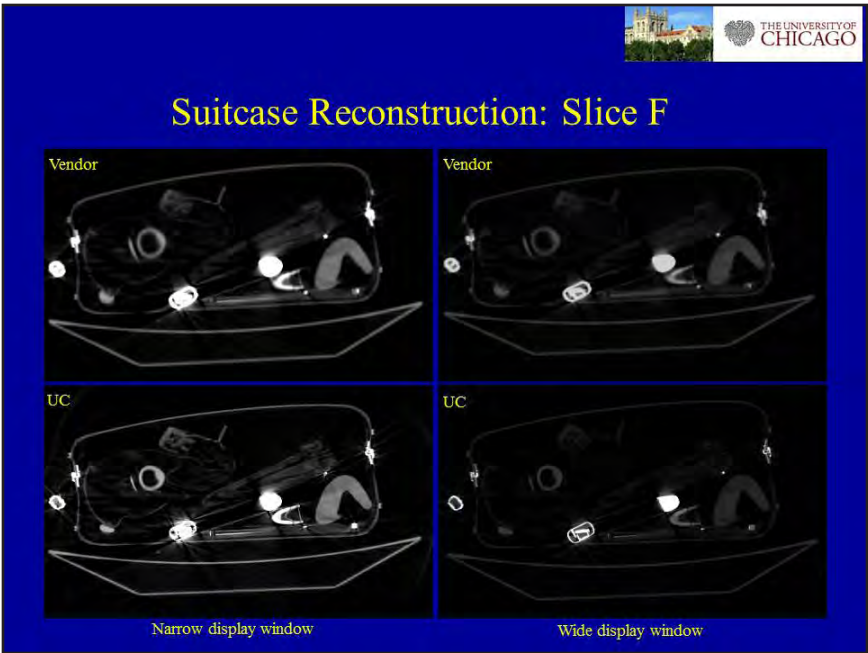 THE UNIVERSITY OF
CHICAGO
Suitcase Reconstruction: Slice F
Vendor
Vendor
UC
UC
Narrow display window
Wide display window